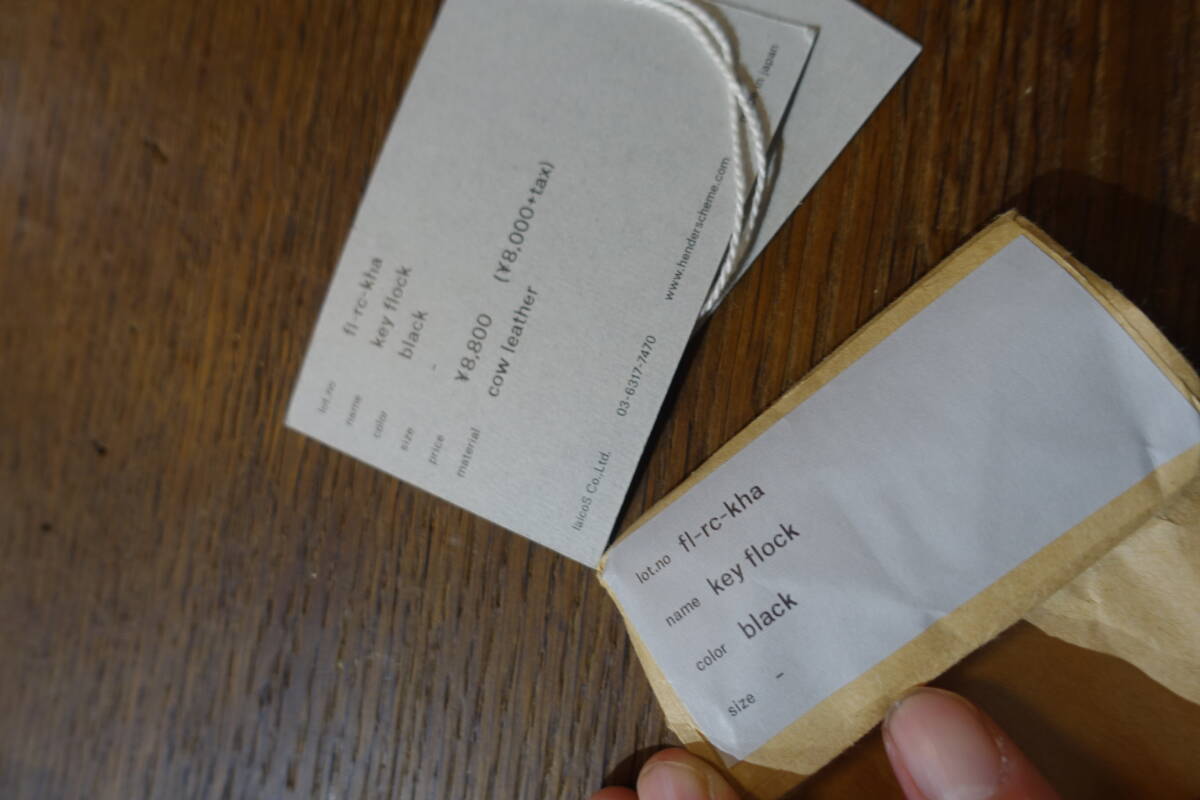 lot.no fl-rc-kha
name key flock
color black
size -
price ¥8,800 (¥8,000+tax)
material cow leather
laicoS Co.,Ltd. 03-6317-7470 www.henderscheme.com
japan
lot.no fl-rc-kha
name key flock
color black
size -